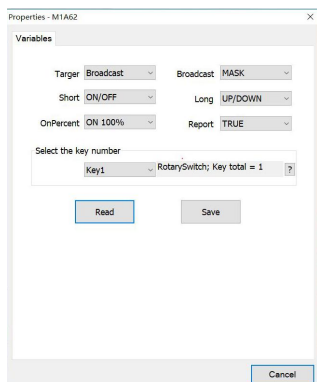 Properties - M1A62
Variables
Targer Broadcast Broadcast MASK
Short ON/OFF Long UP/DOWN
OnPercent ON 100% Report TRUE
Select the key number
Key1 RotarySwitch; Key total = 1 ?
Read Save
Cancel